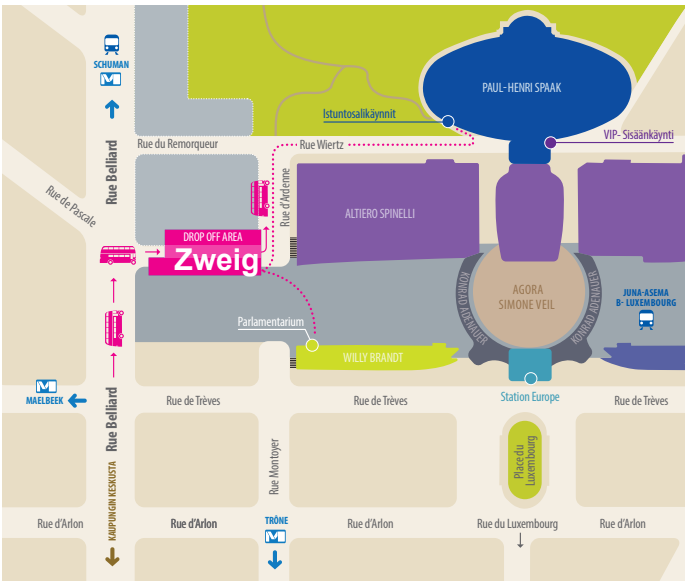 SCHUMAN
M
PAUL-HENRI SPAAK
Istuntosalikäynnit
VIP- Sisäänkäynti
Rue du Remorqueur
Rue Wiertz
Rue Belliard
Rue de Pascale
Rue d'Ardenne
ALTIERO SPINELLI
DROP OFF AREA
Zweig
KONRAD ADENAUER
AGORA
SIMONE VEIL
KONRAD ADENAUER
JUNA-ASEMA
B- LUXEMBOURG
Parlamentarium
WILLY BRANDT
M
MAELBEEK
Rue Belliard
Rue de Trèves
Rue de Trèves
Station Europe
Rue de Trèves
Place du
Luxembourg
Rue Montoyer
KAUPUNGIN KESKUSTA
Rue d'Arlon
Rue d'Arlon
TRÔNE
M
Rue d'Arlon
Rue du Luxembourg
Rue d'Arlon